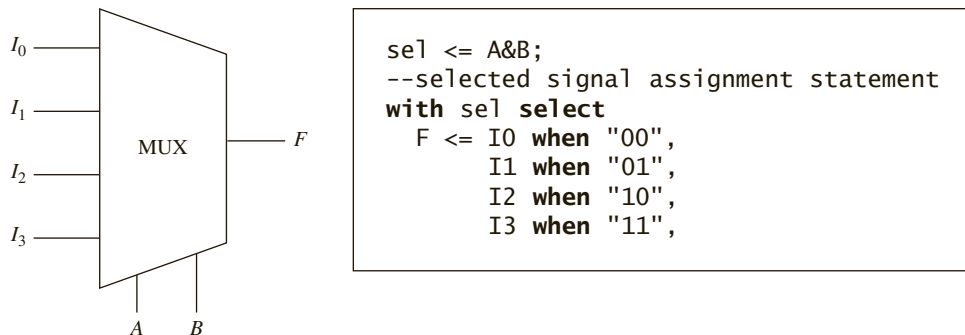 I0
I1
I2
I3
MUX
F
A B
sel <= A&B;
--selected signal assignment statement
with sel select
F <= I0 when "00",
I1 when "01",
I2 when "10",
I3 when "11",